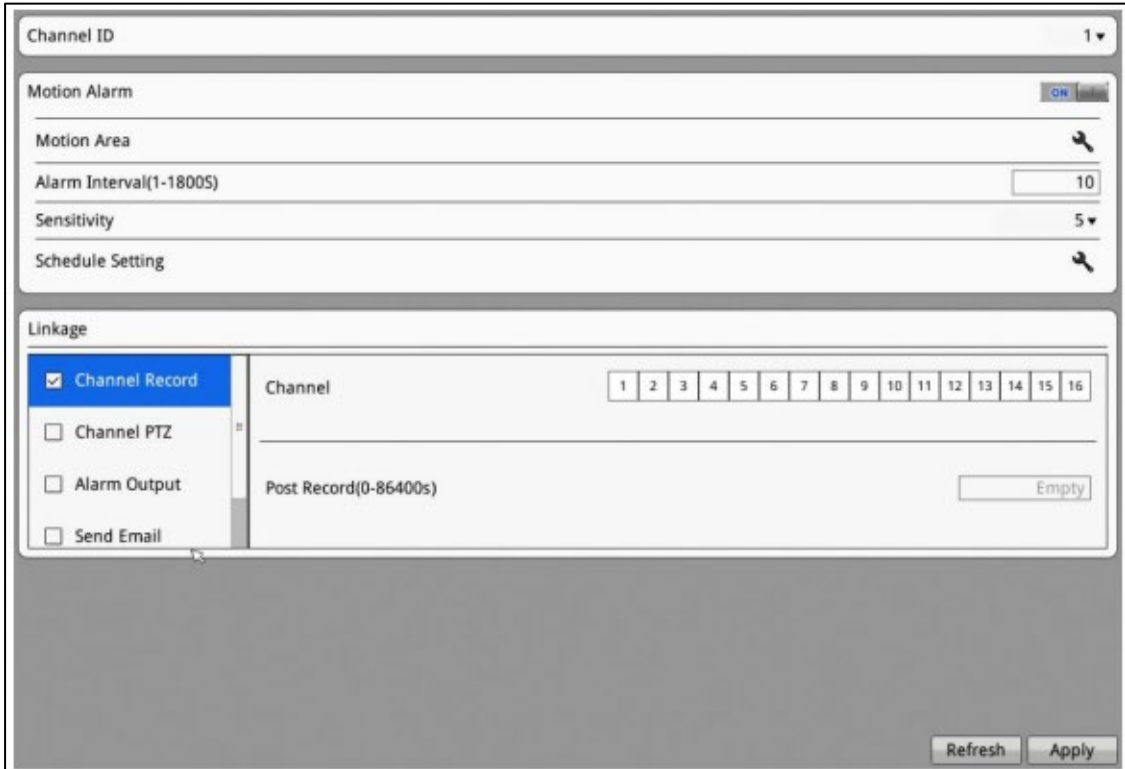 Channel ID 1
Motion Alarm ON
Motion Area
Alarm Interval(1-1800S) 10
Sensitivity 5
Schedule Setting
Linkage
Channel Record
Channel 1 2 3 4 5 6 7 8 9 10 11 12 13 14 15 16
Channel PTZ
Alarm Output
Post Record(0-86400s) Empty
Send Email
Refresh Apply